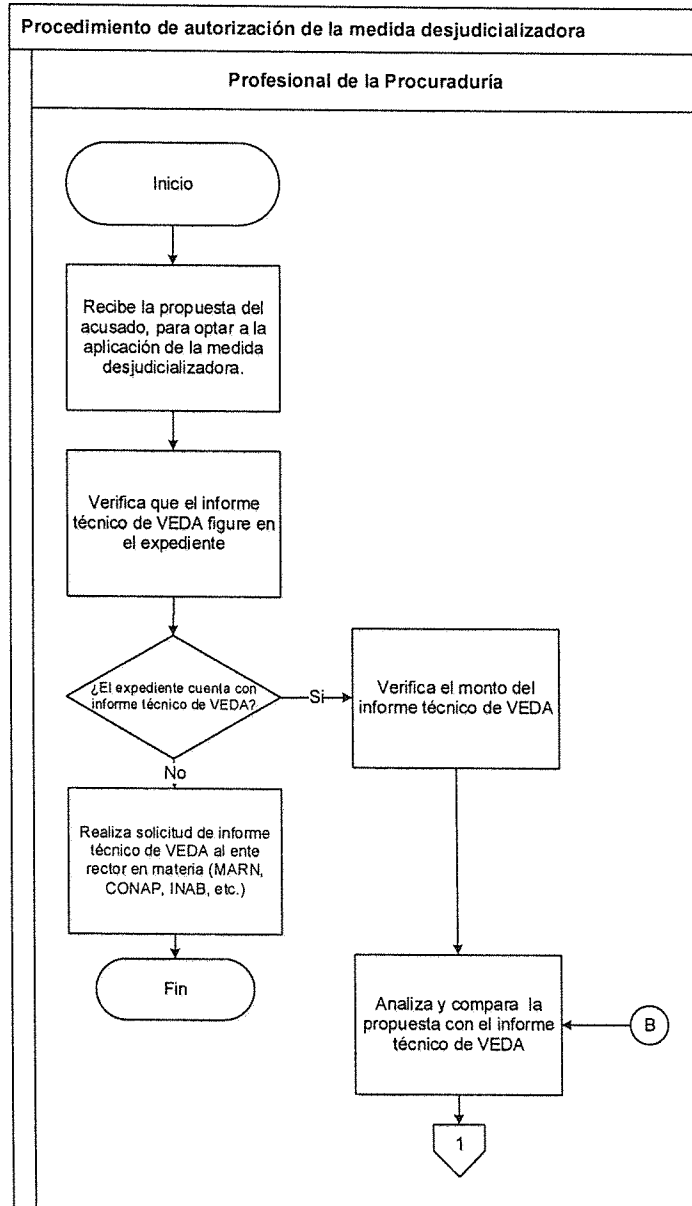 Procedimiento de autorización de la medida desjudicializadora
Profesional de la Procuraduría
Inicio
Recibe la propuesta del
acusado, para optar a la
aplicación de la medida
desjudicializadora.
Verifica que el informe
técnico de VEDA figure en
el expediente
¿El expediente cuenta con
informe técnico de VEDA?
Si
Verifica el monto del
informe técnico de VEDA
No
Realiza solicitud de informe
técnico de VEDA al ente
rector en materia (MARN,
CONAP, INAB, etc.)
Fin
Analiza y compara la
propuesta con el informe
técnico de VEDA
B
1